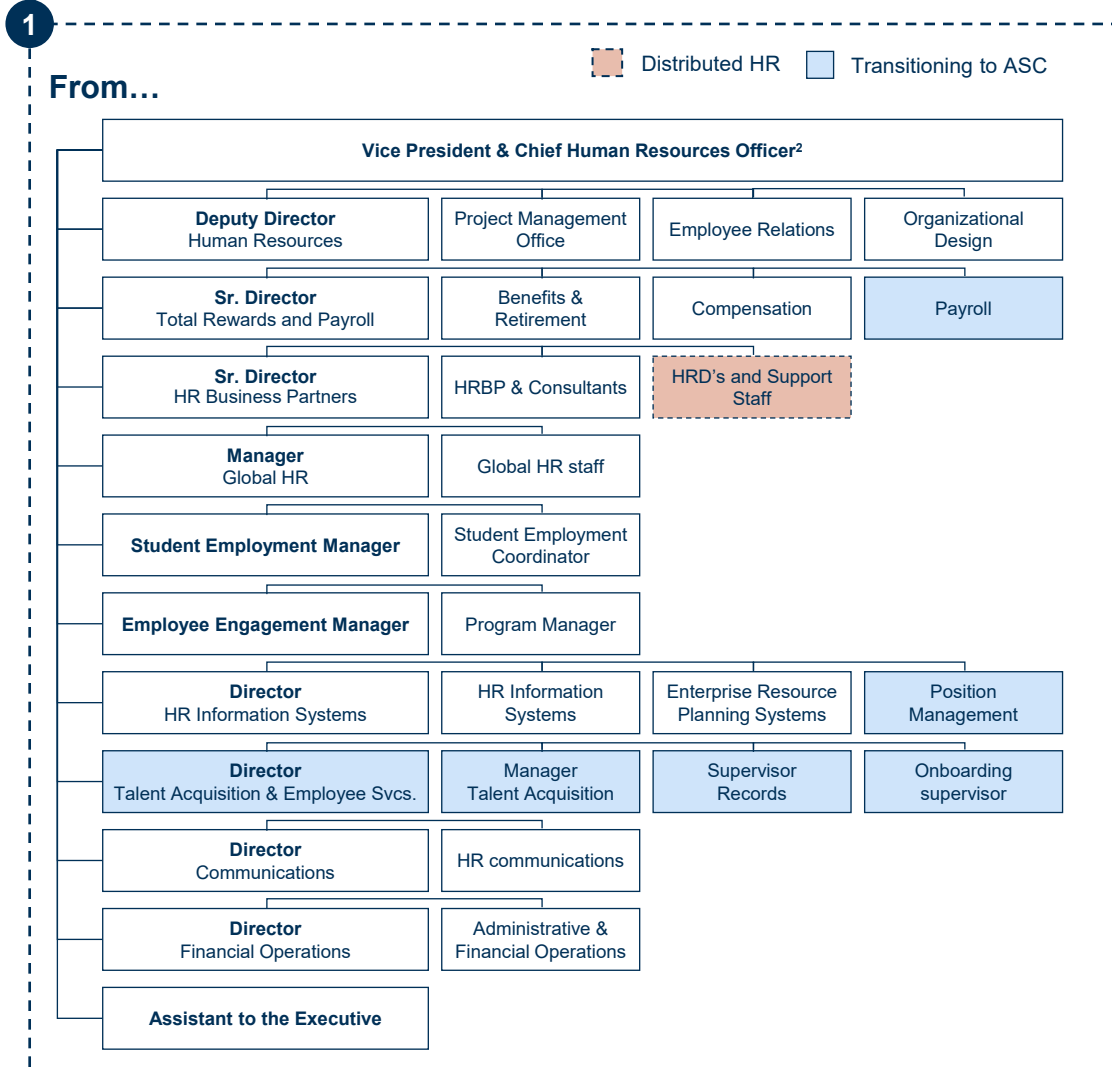 1
Distributed HR
Transitioning to ASC
From…
Vice President & Chief Human Resources Officer²
Deputy Director
Human Resources
Project Management
Office
Employee Relations
Organizational
Design
Sr. Director
Total Rewards and Payroll
Benefits &
Retirement
Compensation
Payroll
Sr. Director
HR Business Partners
HRBP & Consultants
HRD’s and Support
Staff
Manager
Global HR
Global HR staff
Student Employment Manager
Student Employment
Coordinator
Employee Engagement Manager
Program Manager
Director
HR Information Systems
HR Information
Systems
Enterprise Resource
Planning Systems
Position
Management
Director
Talent Acquisition & Employee Svcs.
Manager
Talent Acquisition
Supervisor
Records
Onboarding
supervisor
Director
Communications
HR communications
Director
Financial Operations
Administrative &
Financial Operations
Assistant to the Executive